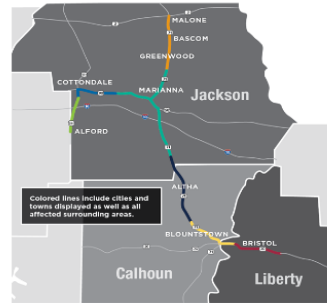 MALONE
BASCOM
GREENWOOD
COTTONDALE
MARIANNA
Jackson
ALFORD
ALTHA
Colored lines include cities and
towns displayed as well as all
affected surrounding areas.
BLOUNTSTOWN
BRISTOL
Calhoun
Liberty